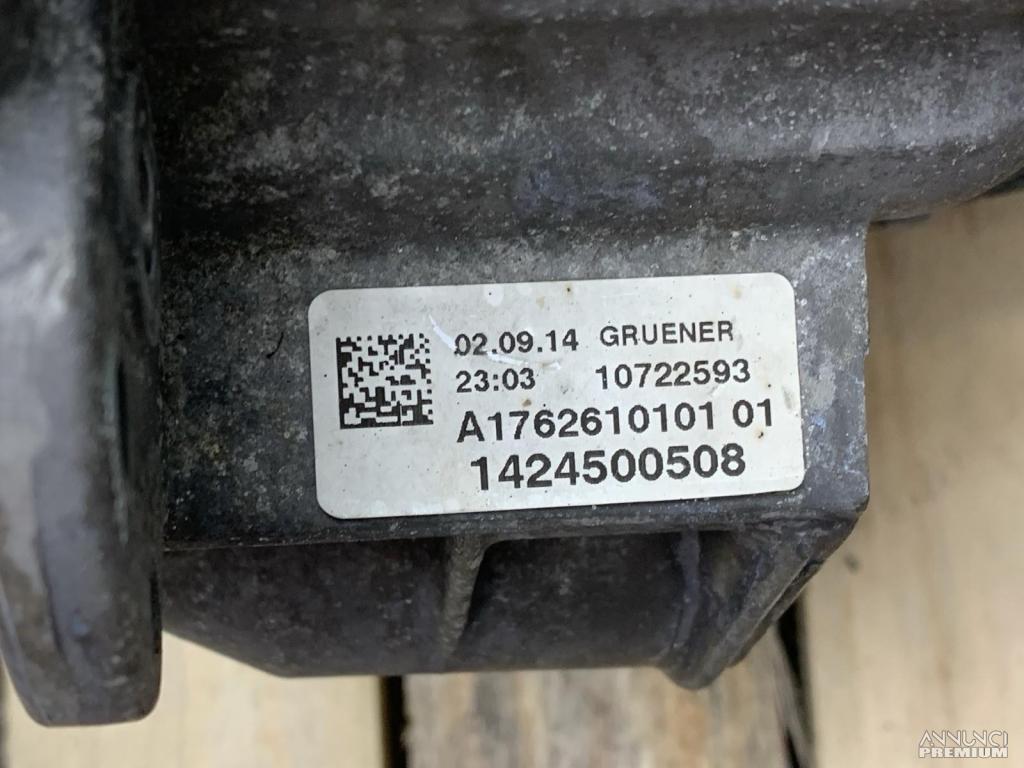 02.09.14 GRUENER
23:03 10722593
A1762610101 01
1424500508
ANNUNCI
PREMIUM